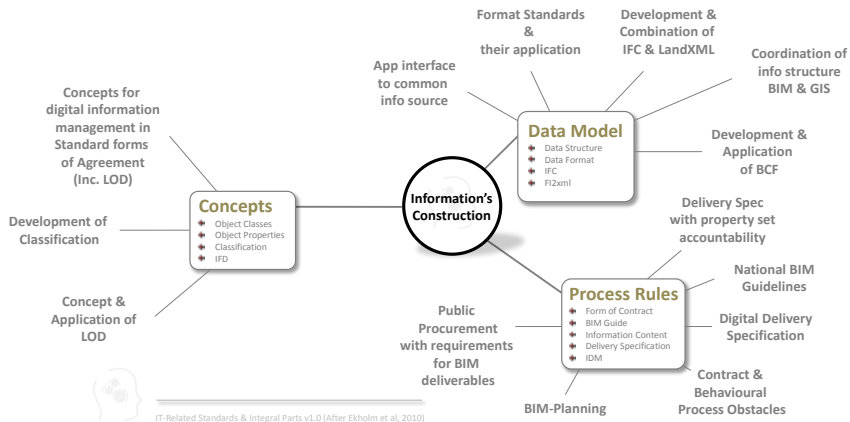 Format Standards
&
their application
Development &
Combination of
IFC & LandXML
Coordination of
info structure
BIM & GIS
App interface
to common
info source
Concepts for
digital information
management in
Standard forms
of Agreement
(Inc. LOD)
Data Model
Data Structure
Data Format
IFC
FI2xml
Development &
Application
of BCF
Information's
Construction
Concepts
Object Classes
Object Properties
Classification
IFD
Development of
Classification
Delivery Spec
with property set
accountability
National BIM
Guidelines
Process Rules
Form of Contract
BIM Guide
Information Content
Delivery Specification
IDM
Concept &
Application of
LOD
Public
Procurement
with requirements
for BIM
deliverables
Digital Delivery
Specification
Contract &
Behavioural
Process Obstacles
BIM-Planning
IT-Related Standards & Integral Parts v1.0 (After Ekholm et al, 2010)